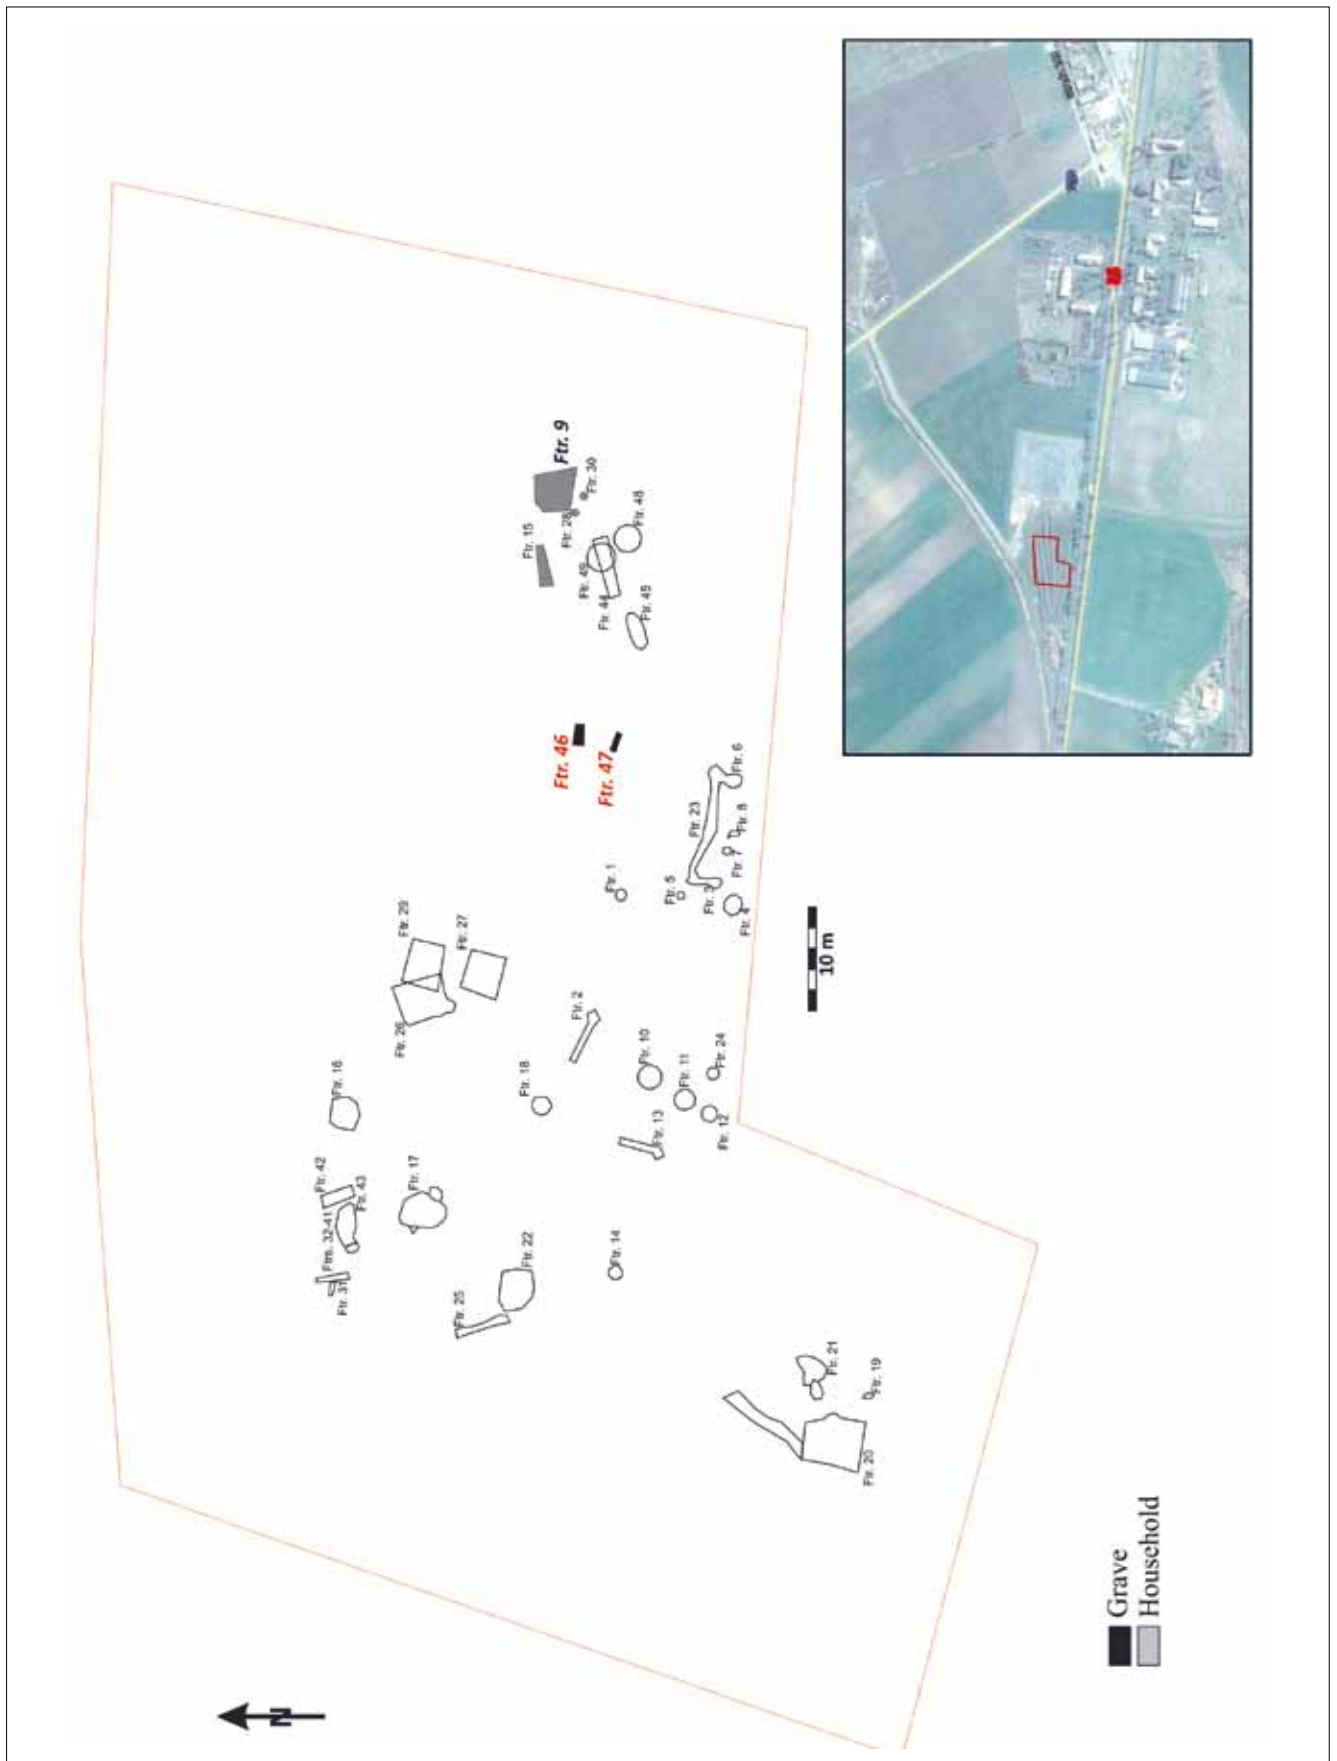 Ftr. 9
Ftr. 30
Ftr. 28
Ftr. 15
Ftr. 48
Ftr. 49
Ftr. 44
Ftr. 45
Ftr. 46
Ftr. 47
Ftr. 6
Ftr. 23
Ftr. 8
Ftr. 7
Ftr. 1
Ftr. 5
Ftr. 3
Ftr. 4
Ftr. 29
Ftr. 27
Ftr. 26
Ftr. 2
Ftr. 16
Ftr. 18
Ftr. 10
Ftr. 24
Ftr. 11
Ftr. 12
Ftr. 13
Ftr. 42
Ftr. 43
Ftrs. 32-41
Ftr. 31
Ftr. 17
Ftr. 22
Ftr. 25
Ftr. 14
Ftr. 21
Ftr. 19
Ftr. 20
10 m
Grave
Household
N